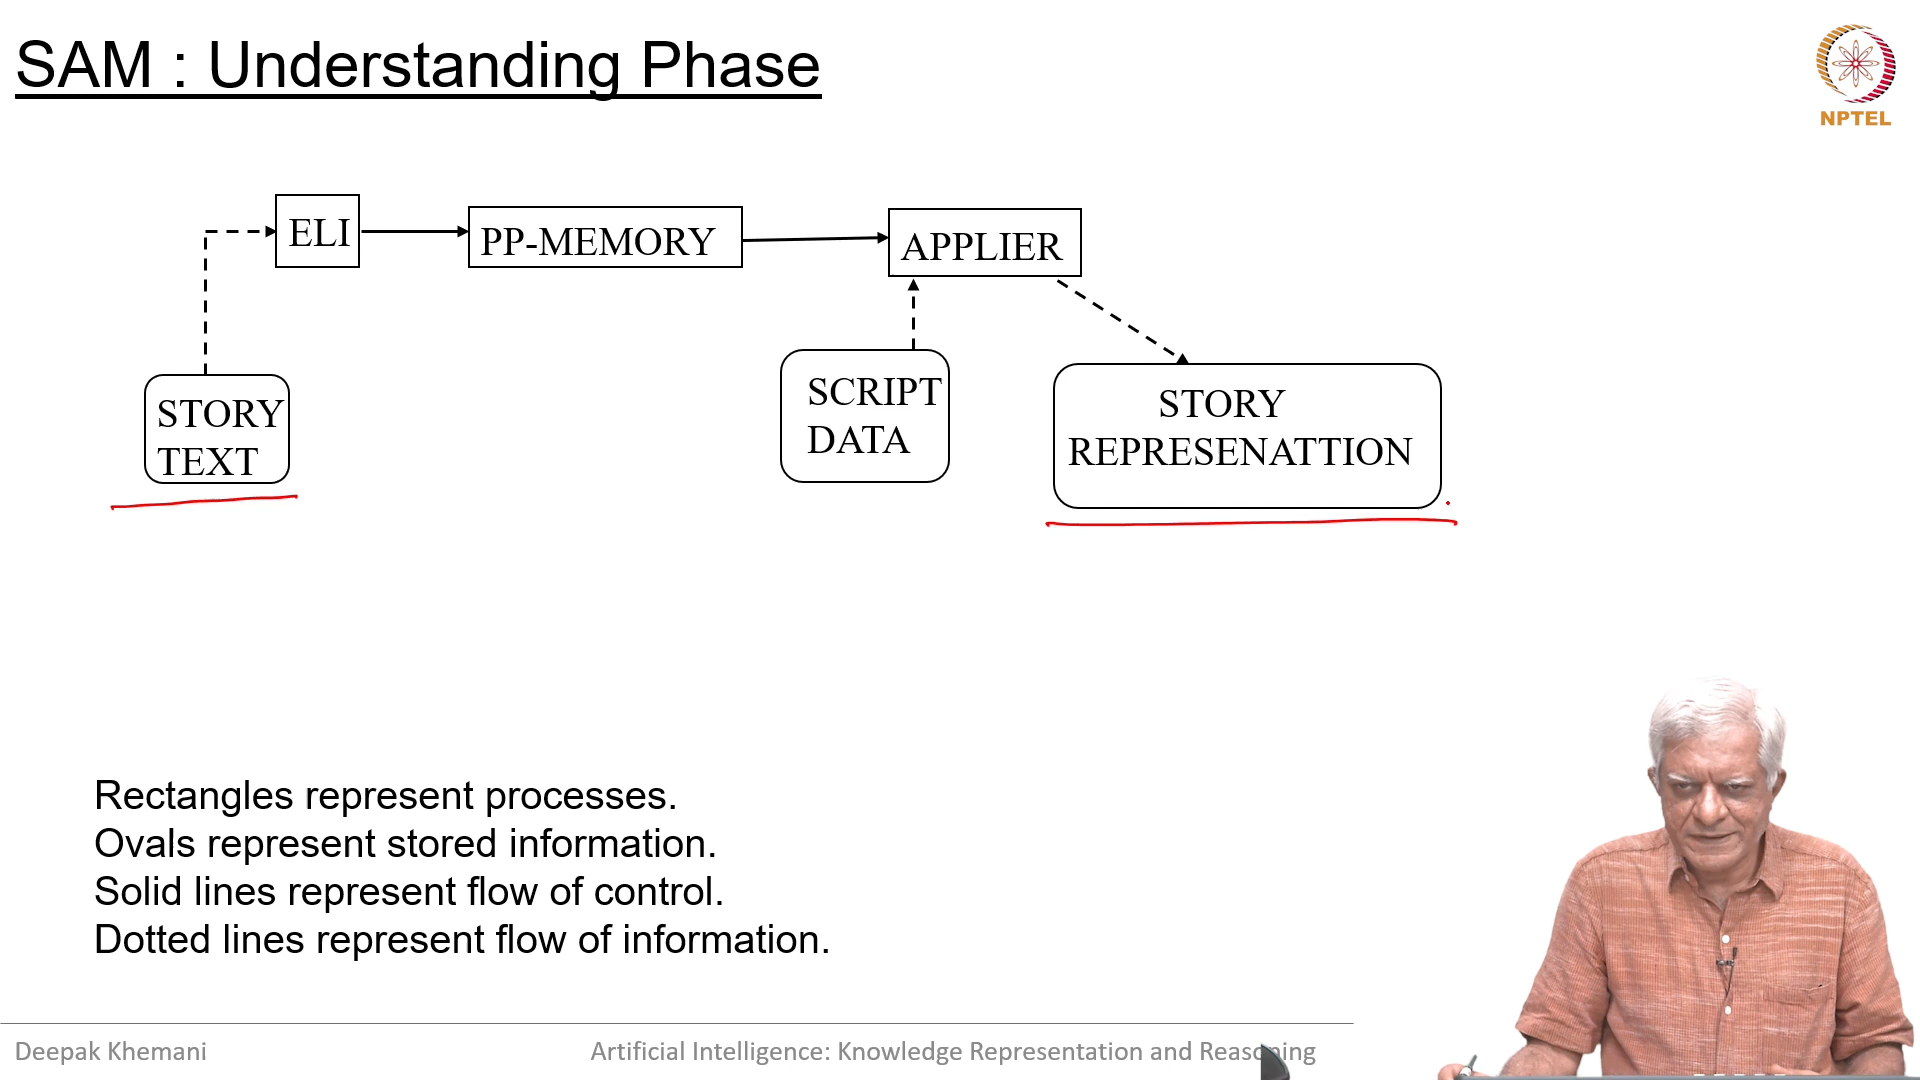 SAM : Understanding Phase
NPTEL
ELI
PP-MEMORY
APPLIER
STORY
TEXT
SCRIPT
DATA
STORY
REPRESENATTION
Rectangles represent processes.
Ovals represent stored information.
Solid lines represent flow of control.
Dotted lines represent flow of information.
Deepak Khemani
Artificial Intelligence: Knowledge Representation and Reasoning